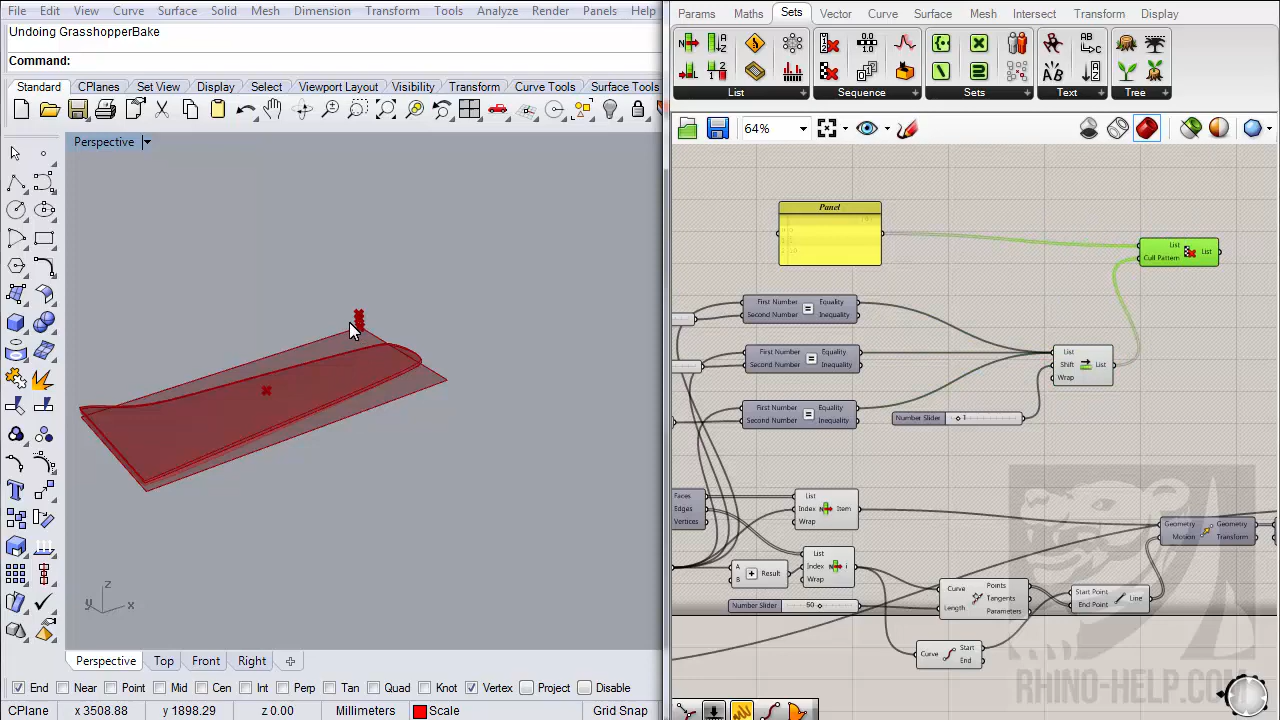 File Edit View Curve Surface Solid Mesh Dimension Transform Tools Analyze Render Panels Help
Params Maths Sets Vector Curve Surface Mesh Intersect Transform Display
Undoing GrasshopperBake
Command:
Standard CPlanes Set View Display Select Viewport Layout Visibility Transform Curve Tools Surface Tools
List Sequence Sets Text Tree
64%
Perspective
Panel
List
Cull Pattern
List
First Number Equality
Second Number Inequality
First Number Equality
Second Number Inequality
First Number Equality
Second Number Inequality
List
Shift List
Wrap
Number Slider 1
Faces
Edges
Vertices
List
Index Item
Wrap
Geometry Geometry
Motion Transform
A Result
B
List
Index i
Wrap
Number Slider 50
Curve Points
Tangents
Length Parameters
Start Point Line
End Point
Curve Start
End
z
y x
RHINO-HELP.COM
Perspective Top Front Right
End Near Point Mid Cen Int Perp Tan Quad Knot Vertex Project Disable
CPlane x 3508.88 y 1898.29 z 0.00 Millimeters Scale Grid Snap